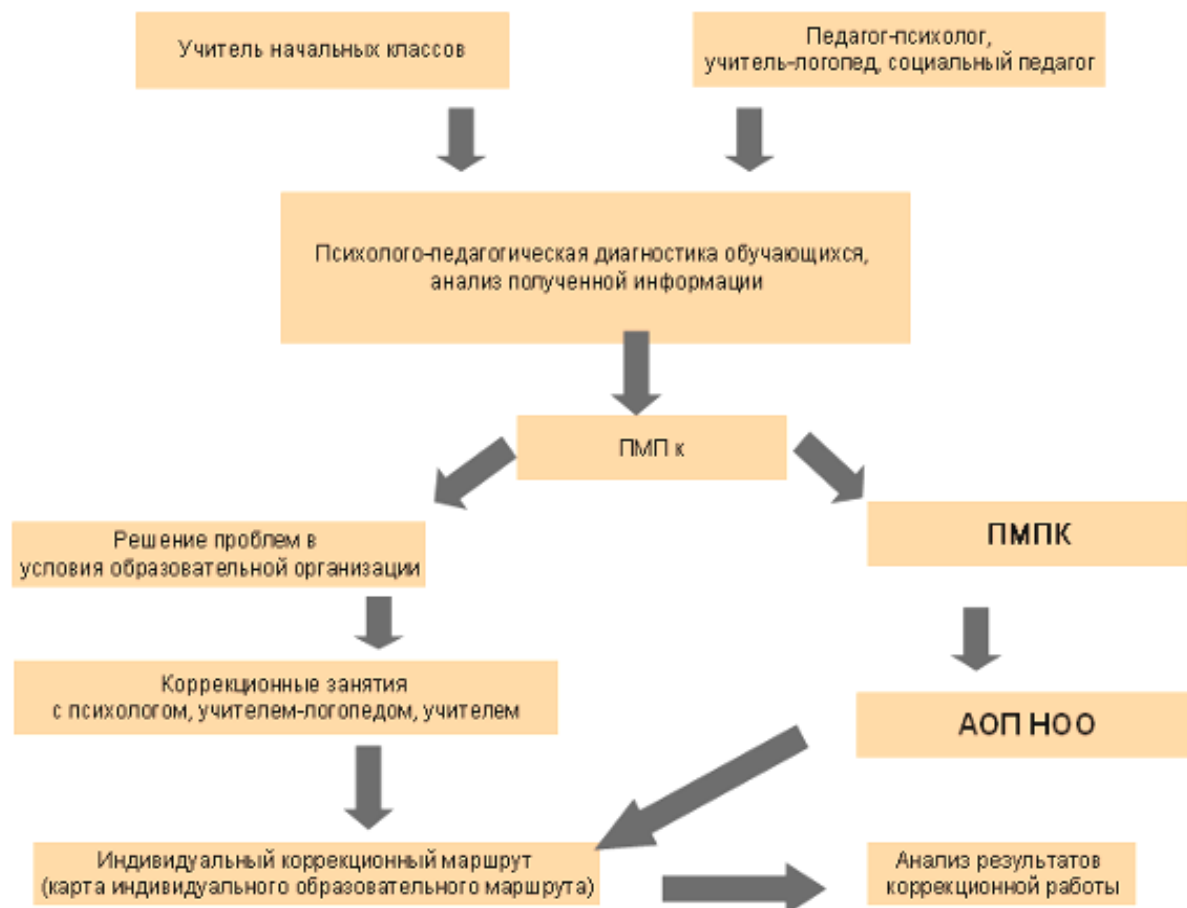 Учитель начальных классов
Педагог-психолог,
учитель-логопед, социальный педагог
Психолого-педагогическая диагностика обучающихся,
анализ полученной информации
ПМП к
Решение проблем в
условия образовательной организации
ПМПК
Коррекционные занятия
с психологом, учителем-логопедом, учителем
АОП НОО
Индивидуальный коррекционный маршрут
(карта индивидуального образовательного маршрута)
Анализ результатов
коррекционной работы